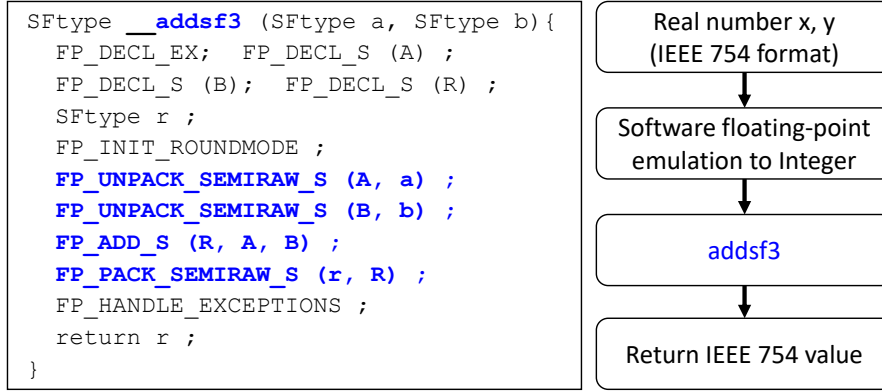 SFtype __addsf3 (SFtype a, SFtype b){
FP_DECL_EX; FP_DECL_S (A) ;
FP_DECL_S (B); FP_DECL_S (R) ;
SFtype r ;
FP_INIT_ROUNDMODE ;
FP_UNPACK_SEMIRAW_S (A, a) ;
FP_UNPACK_SEMIRAW_S (B, b) ;
FP_ADD_S (R, A, B) ;
FP_PACK_SEMIRAW_S (r, R) ;
FP_HANDLE_EXCEPTIONS ;
return r ;
}
Real number x, y
(IEEE 754 format)
Software floating-point
emulation to Integer
addsf3
Return IEEE 754 value